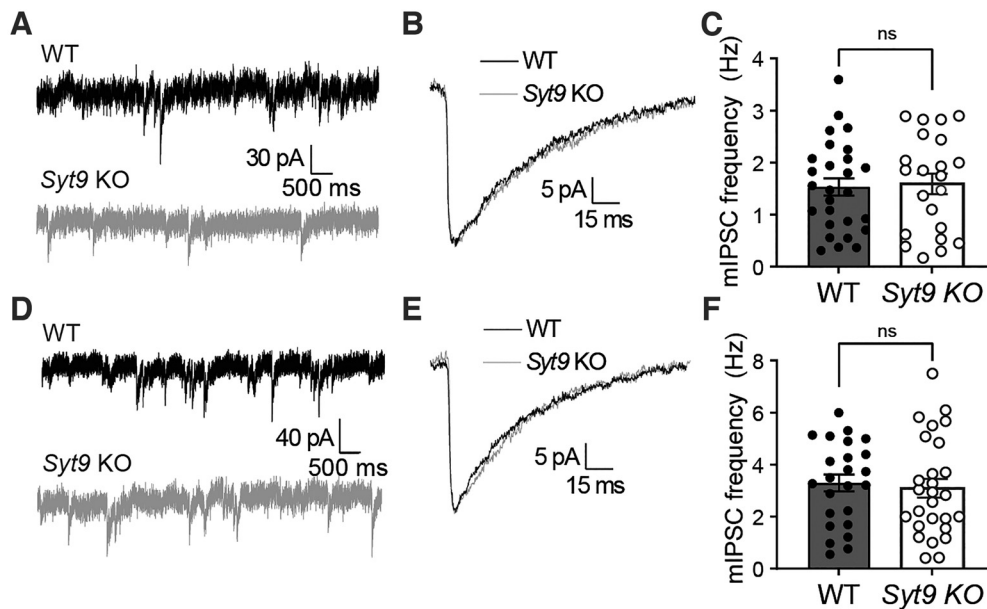 A
WT
30 pA
500 ms
Syt9 KO
B
WT
Syt9 KO
5 pA
15 ms
C
ns
mIPSC frequency (Hz)
4
3
2
1
0
WT
Syt9 KO
D
WT
40 pA
500 ms
Syt9 KO
E
WT
Syt9 KO
5 pA
15 ms
F
ns
mIPSC frequency (Hz)
8
6
4
2
0
WT
Syt9 KO